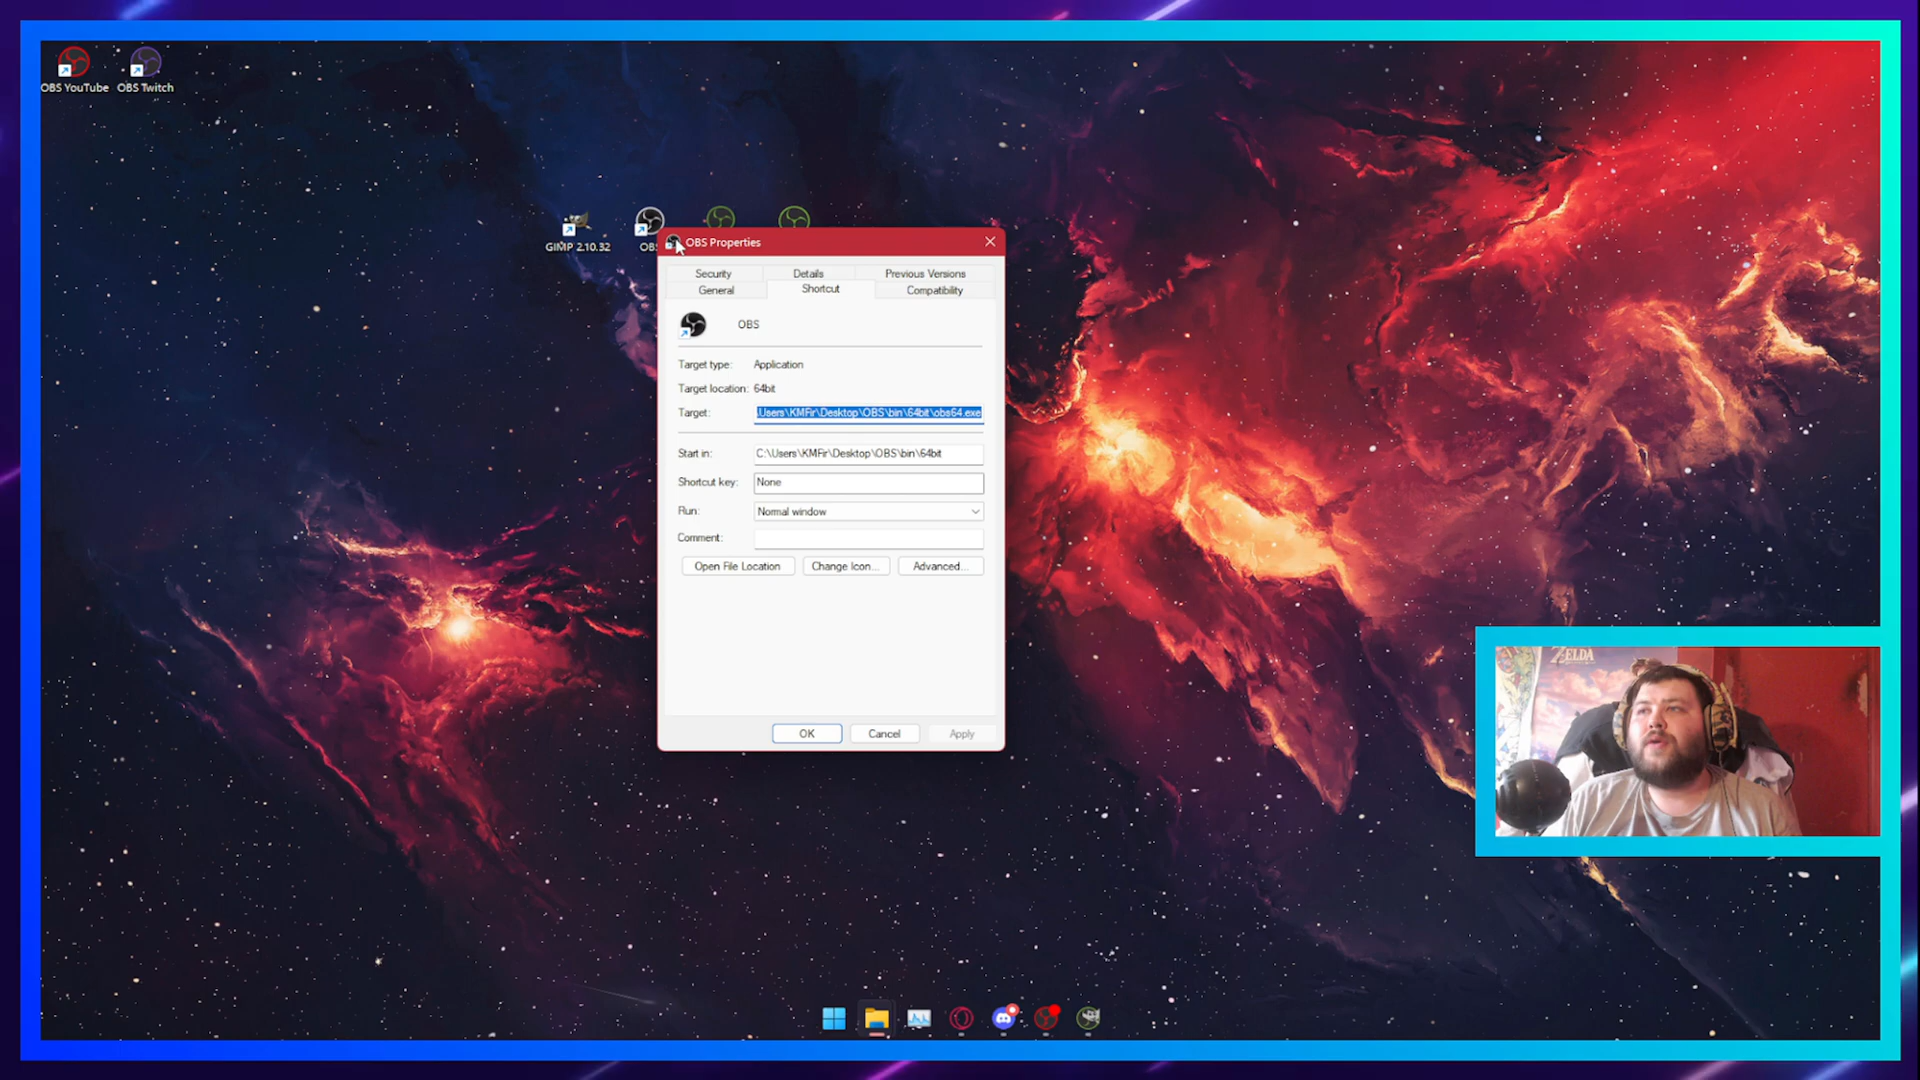 OBS YouTube
OBS Twitch
GIMP 2.10.32
OBS Properties
Security
Details
Previous Versions
General
Shortcut
Compatibility
OBS
Target type: Application
Target location: 64bit
Target: Users\KMFir\Desktop\OBS\bin\64bit\obs64.exe
Start in: C:\Users\KMFir\Desktop\OBS\bin\64bit
Shortcut key: None
Run: Normal window
Comment:
Open File Location
Change Icon...
Advanced...
OK
Cancel
Apply
ZELDA